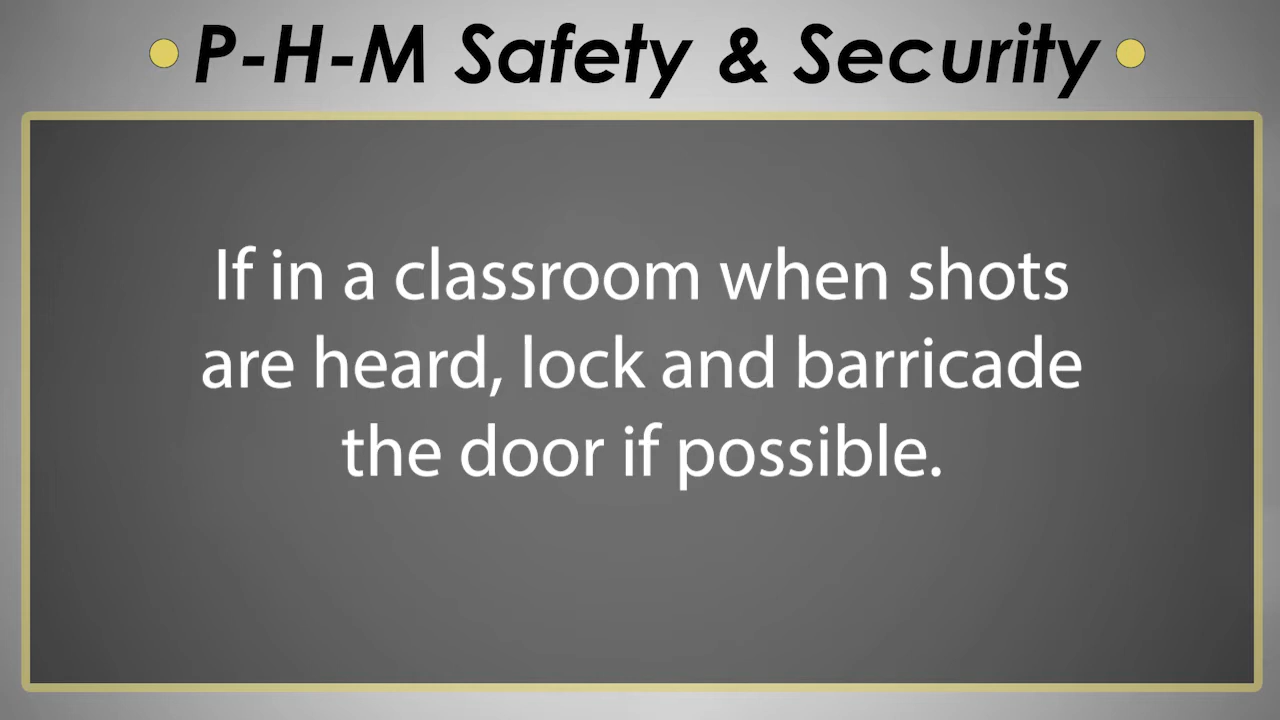 P-H-M Safety & Security
If in a classroom when shots
are heard, lock and barricade
the door if possible.